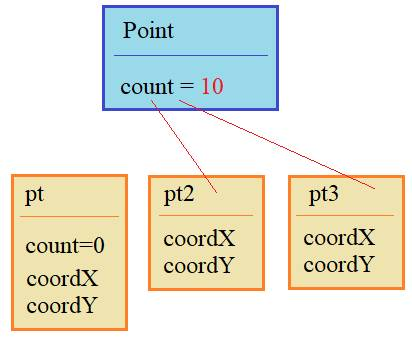 Point
count = 10
pt
count=0
coordX
coordY
pt2
coordX
coordY
pt3
coordX
coordY